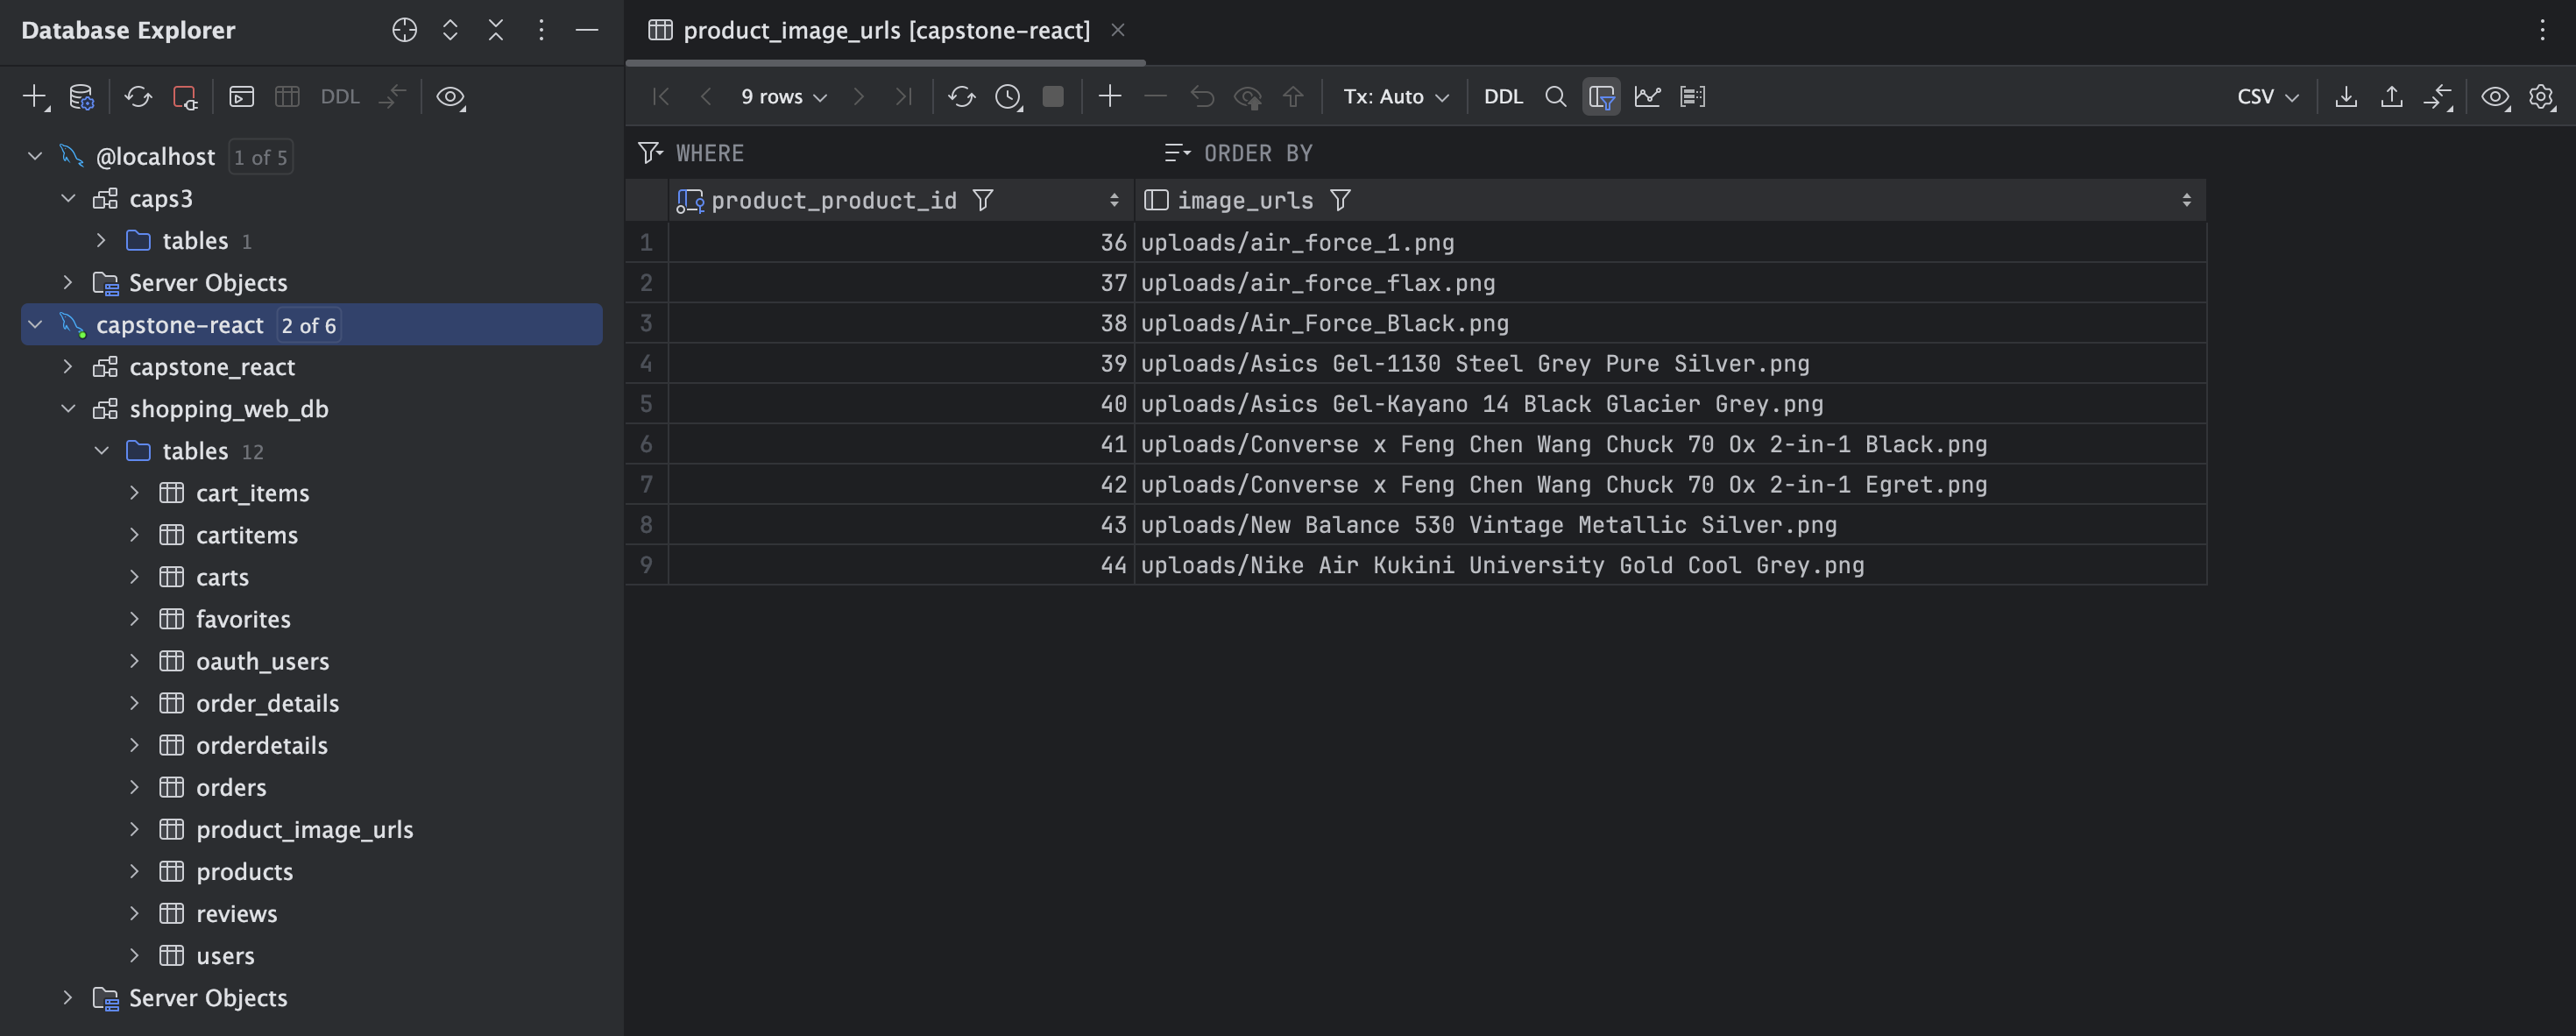 Database Explorer
DDL
@localhost 1 of 5
caps3
tables 1
Server Objects
capstone-react 2 of 6
capstone_react
shopping_web_db
tables 12
cart_items
cartitems
carts
favorites
oauth_users
order_details
orderdetails
orders
product_image_urls
products
reviews
users
Server Objects
product_image_urls [capstone-react]
9 rows Tx: Auto DDL CSV
WHERE ORDER BY
product_product_id image_urls
1 36 uploads/air_force_1.png
2 37 uploads/air_force_flax.png
3 38 uploads/Air_Force_Black.png
4 39 uploads/Asics Gel-1130 Steel Grey Pure Silver.png
5 40 uploads/Asics Gel-Kayano 14 Black Glacier Grey.png
6 41 uploads/Converse x Feng Chen Wang Chuck 70 Ox 2-in-1 Black.png
7 42 uploads/Converse x Feng Chen Wang Chuck 70 Ox 2-in-1 Egret.png
8 43 uploads/New Balance 530 Vintage Metallic Silver.png
9 44 uploads/Nike Air Kukini University Gold Cool Grey.png